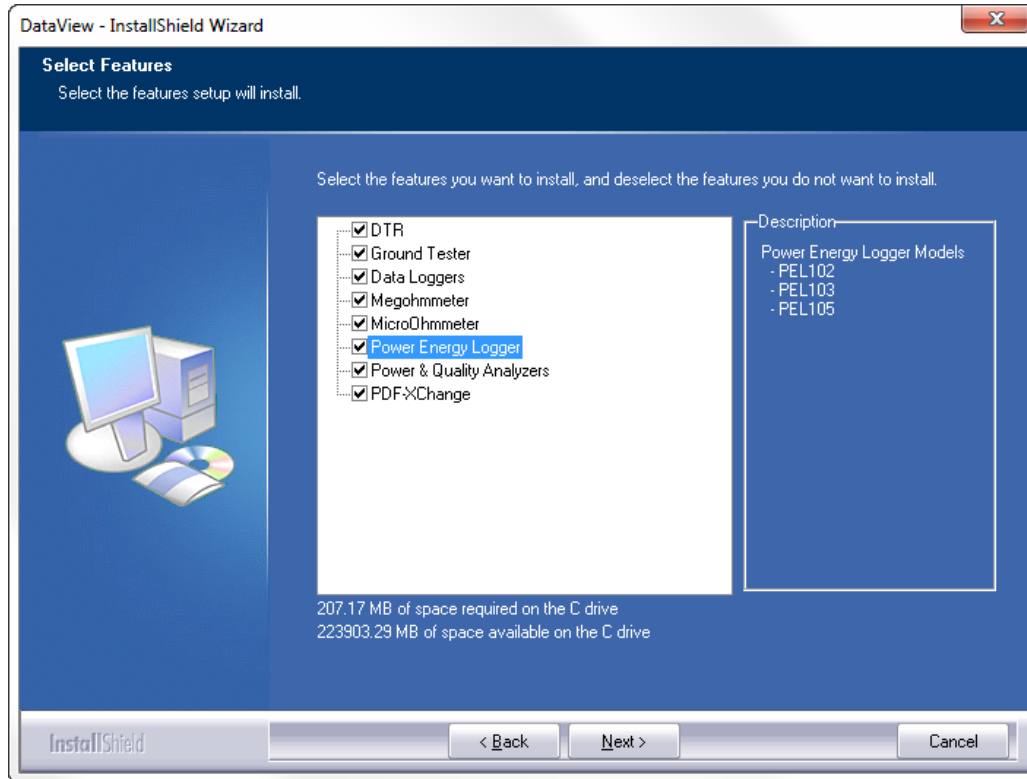 DataView - InstallShield Wizard
Select Features
Select the features setup will install.
Select the features you want to install, and deselect the features you do not want to install.
DTR
Ground Tester
Data Loggers
Megohmmeter
MicroOhmmeter
Power Energy Logger
Power & Quality Analyzers
PDF-XChange
Description
Power Energy Logger Models
- PEL102
- PEL103
- PEL105
207.17 MB of space required on the C drive
223903.29 MB of space available on the C drive
InstallShield
< Back
Next >
Cancel